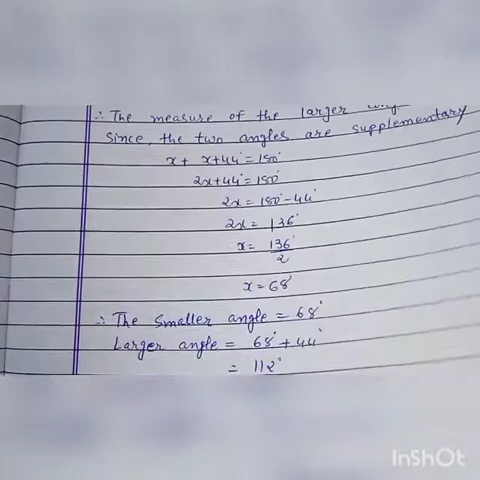 ∴ The measure of the larger
Since, the two angles are supplementary
x + x+44° = 180°
2x+44° = 180°
2x = 180°-44°
2x = 136°
x = 136°
2
x = 68°
∴ The smaller angle = 68°
Larger angle = 68° + 44°
= 112°
InShOt